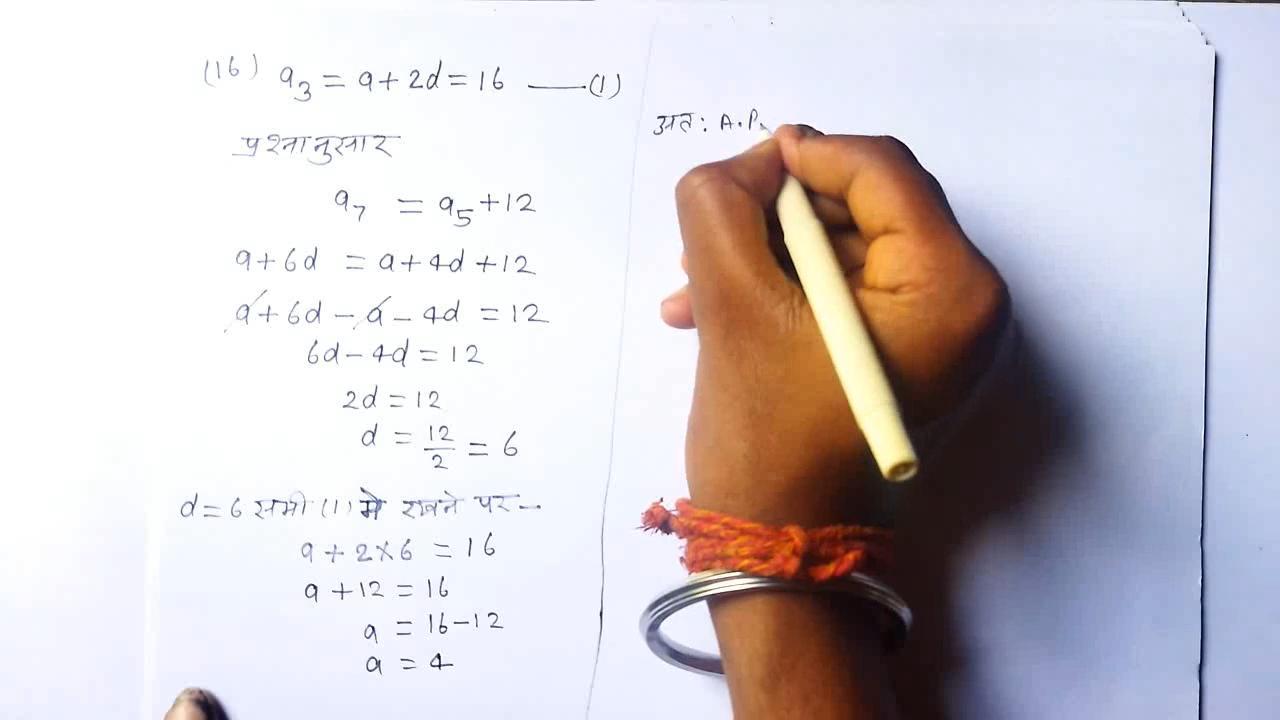 (16) a₃ = a + 2d = 16 —— (1)
प्रश्नानुसार
a₇ = a₅ + 12
a + 6d = a + 4d + 12
a + 6d - a - 4d = 12
6d - 4d = 12
2d = 12
d = 12/2 = 6
d = 6 समी (1) मे रखने पर --
a + 2 × 6 = 16
a + 12 = 16
a = 16 - 12
a = 4
अतः A.P.